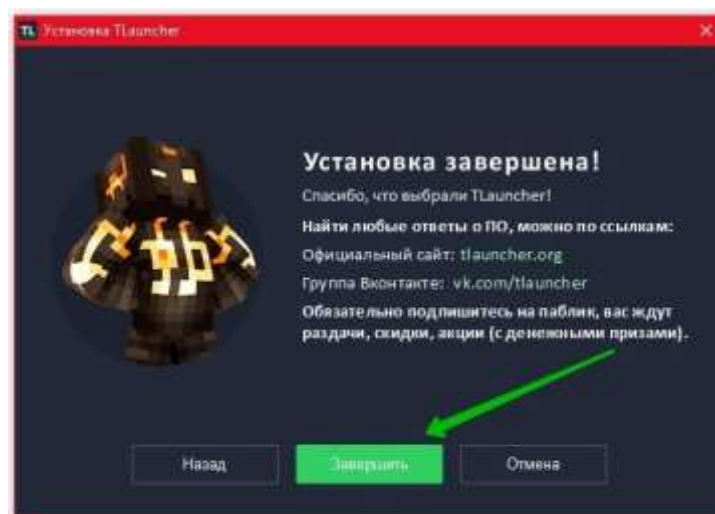 TL Установка TLauncher
Установка завершена!
Спасибо, что выбрали TLauncher!
Найти любые ответы о ПО, можно по ссылкам:
Официальный сайт: tlauncher.org
Группа Вконтакте: vk.com/tlauncher
Обязательно подпишитесь на паблик, вас ждут
раздачи, скидки, акции (с денежными призами).
Назад Завершить Отмена